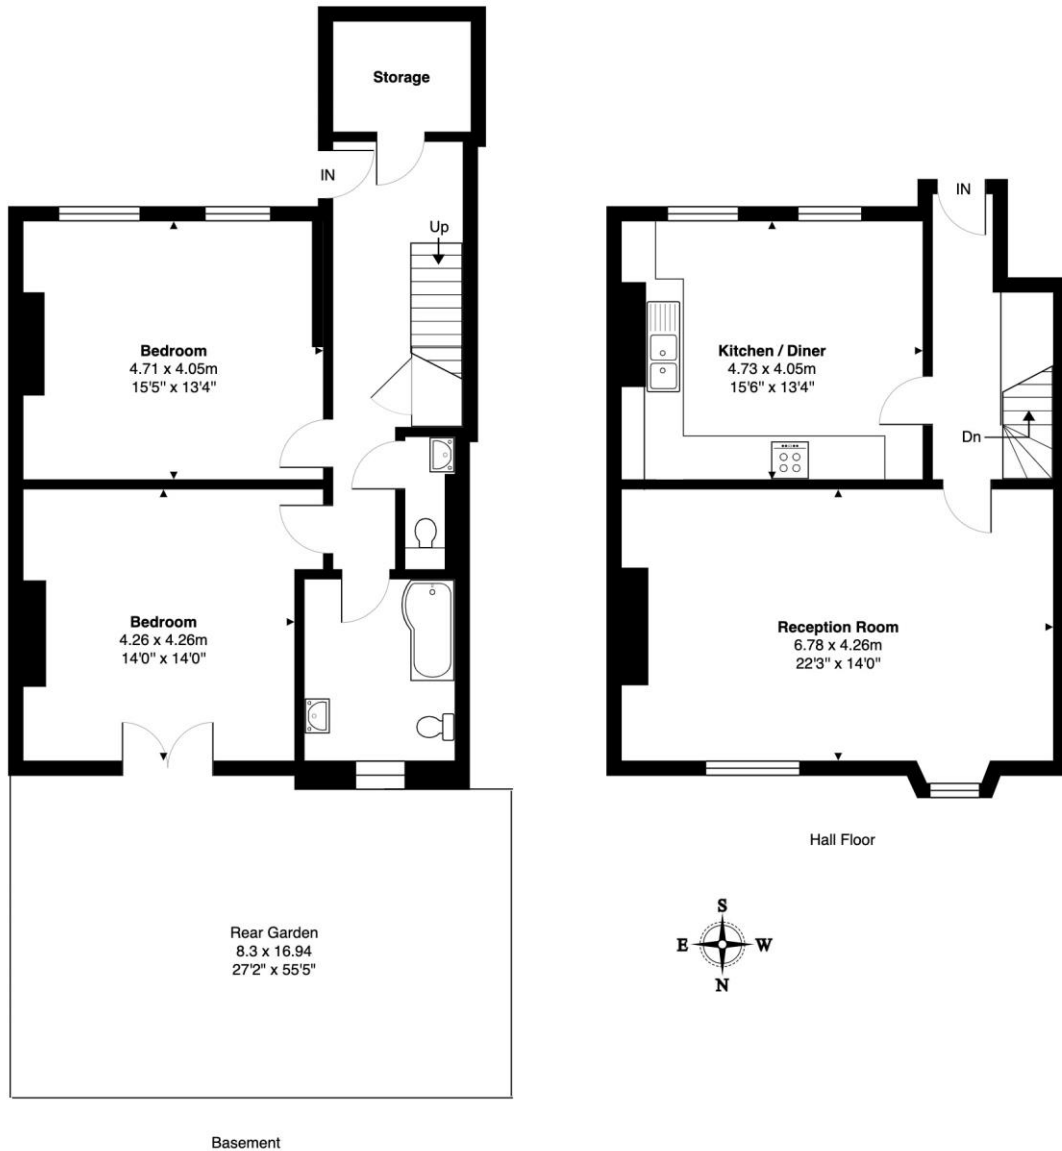 Storage
IN
Up
Bedroom
4.71 x 4.05m
15'5" x 13'4"
Bedroom
4.26 x 4.26m
14'0" x 14'0"
Rear Garden
8.3 x 16.94
27'2" x 55'5"
Basement
IN
Kitchen / Diner
4.73 x 4.05m
15'6" x 13'4"
Dn
Reception Room
6.78 x 4.26m
22'3" x 14'0"
Hall Floor
S
E W
N